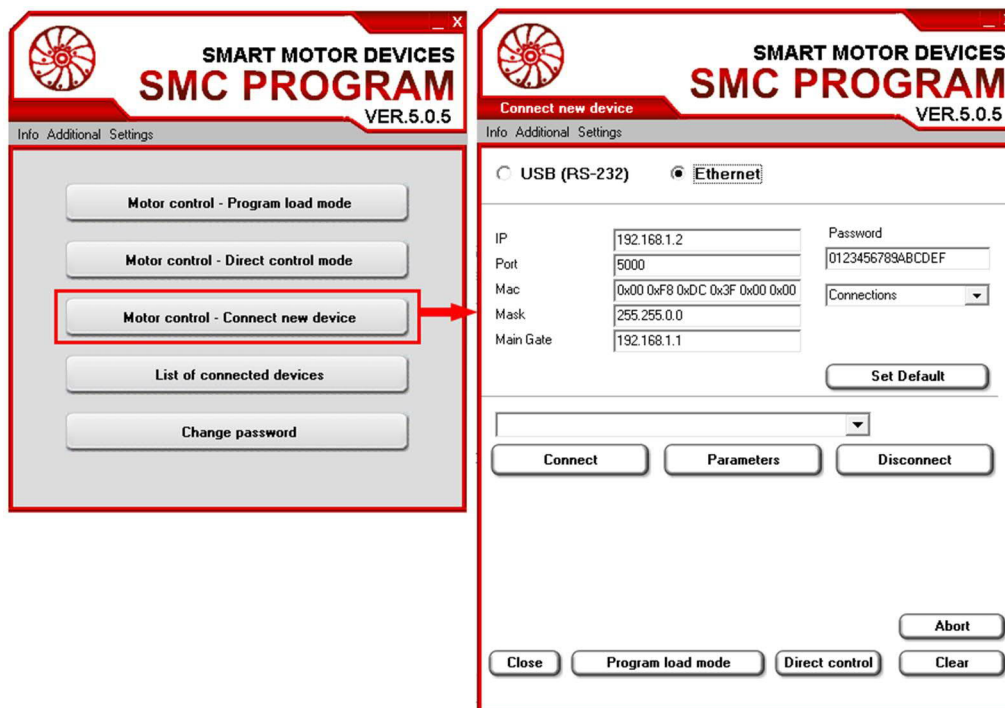 _ X
SMART MOTOR DEVICES
SMC PROGRAM
VER.5.0.5
Info Additional Settings
Motor control - Program load mode
Motor control - Direct control mode
Motor control - Connect new device
List of connected devices
Change password
_
SMART MOTOR DEVICES
SMC PROGRAM
Connect new device
VER.5.0.5
Info Additional Settings
USB (RS-232) Ethernet
IP 192.168.1.2
Port 5000
Mac 0x00 0xF8 0xDC 0x3F 0x00 0x00
Mask 255.255.0.0
Main Gate 192.168.1.1
Password
0123456789ABCDEF
Connections
Set Default
Connect Parameters Disconnect
Abort
Close Program load mode Direct control Clear